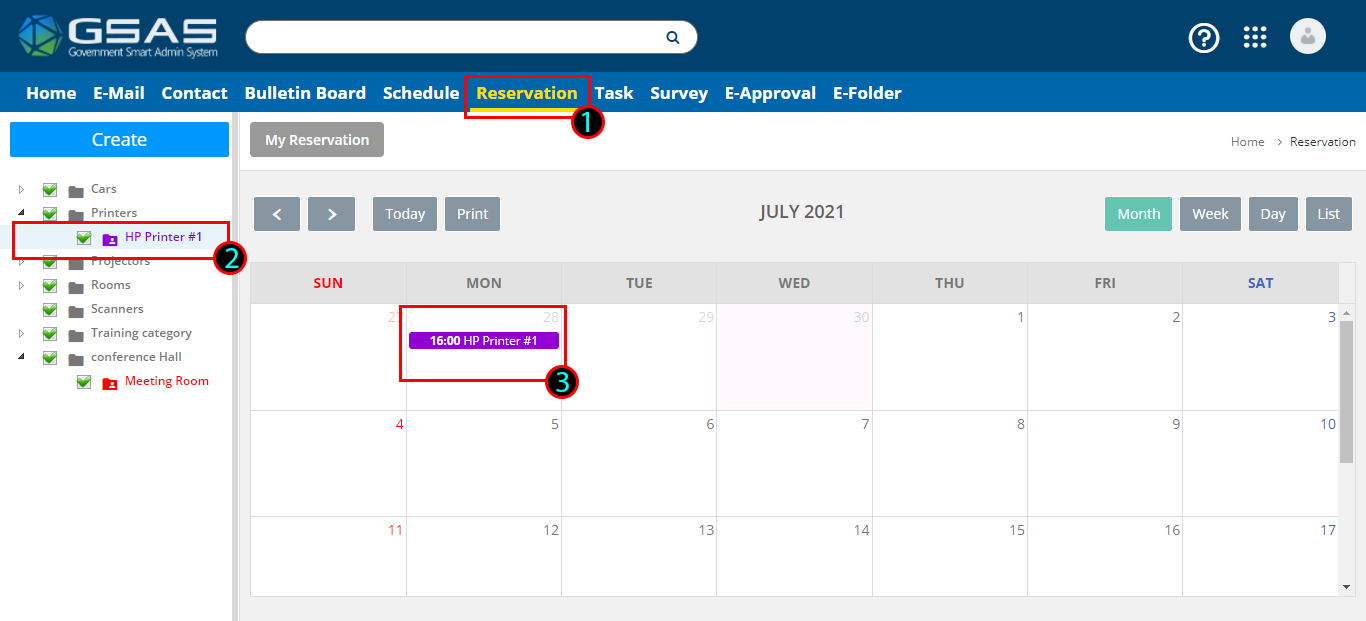 GSAS
Government Smart Admin System
Home E-Mail Contact Bulletin Board Schedule Reservation Task Survey E-Approval E-Folder
1
Create
My Reservation
Home > Reservation
Cars
Printers
HP Printer #1
2
Projectors
Rooms
Scanners
Training category
conference Hall
Meeting Room
< > Today Print
JULY 2021
Month Week Day List
SUN MON TUE WED THU FRI SAT
27 28 29 30 1 2 3
16:00 HP Printer #1
3
4 5 6 7 8 9 10
11 12 13 14 15 16 17